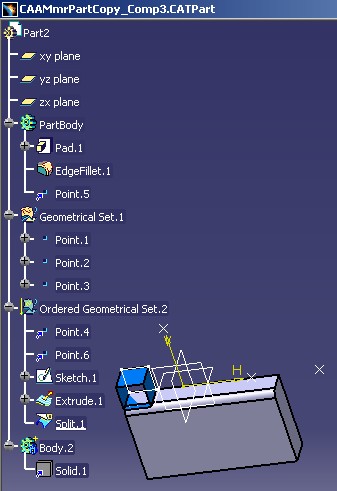 CAAMmrPartCopy_Comp3.CATPart
Part2
xy plane
yz plane
zx plane
PartBody
Pad.1
EdgeFillet.1
Point.5
Geometrical Set.1
Point.1
Point.2
Point.3
Ordered Geometrical Set.2
Point.4
Point.6
Sketch.1
Extrude.1
Split.1
Body.2
Solid.1
V
H